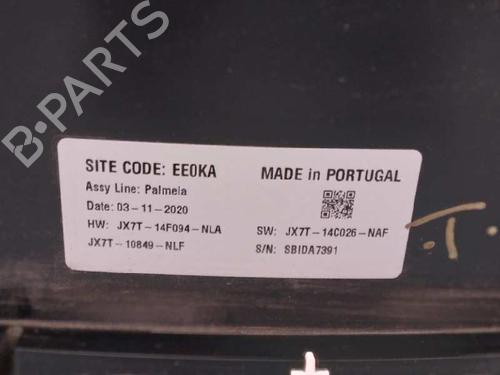 B-PARTS
SITE CODE: EE0KA
MADE in PORTUGAL
Assy Line: Palmela
Date: 03-11-2020
HW: JX7T-14F094-NLA
SW: JX7T-14C026-NAF
JX7T-10849-NLF
S/N: SBIDA7391
.T.